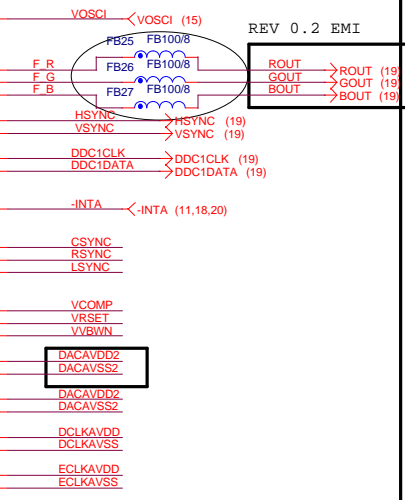 VOSCI VOSCI (15)
REV 0.2 EMI
FB25 FB100/8
F_R ROUT ROUT (19)
FB26 FB100/8
F_G GOUT GOUT (19)
F_B BOUT BOUT (19)
FB27 FB100/8
HSYNC HSYNC (19)
VSYNC VSYNC (19)
DDC1CLK DDC1CLK (19)
DDC1DATA DDC1DATA (19)
-INTA -INTA (11,18,20)
CSYNC
RSYNC
LSYNC
VCOMP
VRSET
VVBWN
DACAVDD2
DACAVSS2
DACAVDD2
DACAVSS2
DCLKAVDD
DCLKAVSS
ECLKAVDD
ECLKAVSS